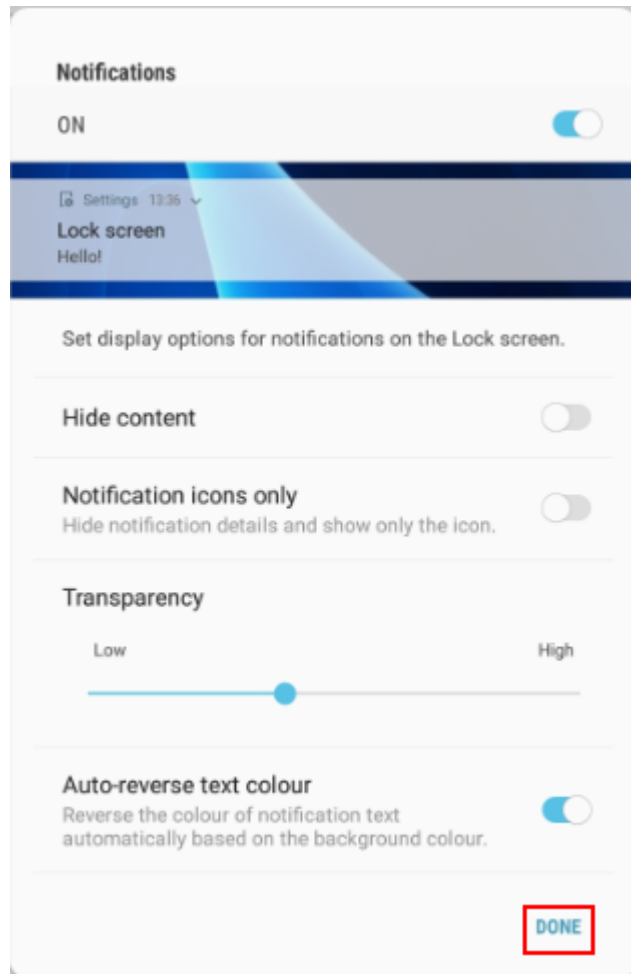 Notifications
ON
Settings 13:36
Lock screen
Hello!
Set display options for notifications on the Lock screen.
Hide content
Notification icons only
Hide notification details and show only the icon.
Transparency
Low High
Auto-reverse text colour
Reverse the colour of notification text
automatically based on the background colour.
DONE